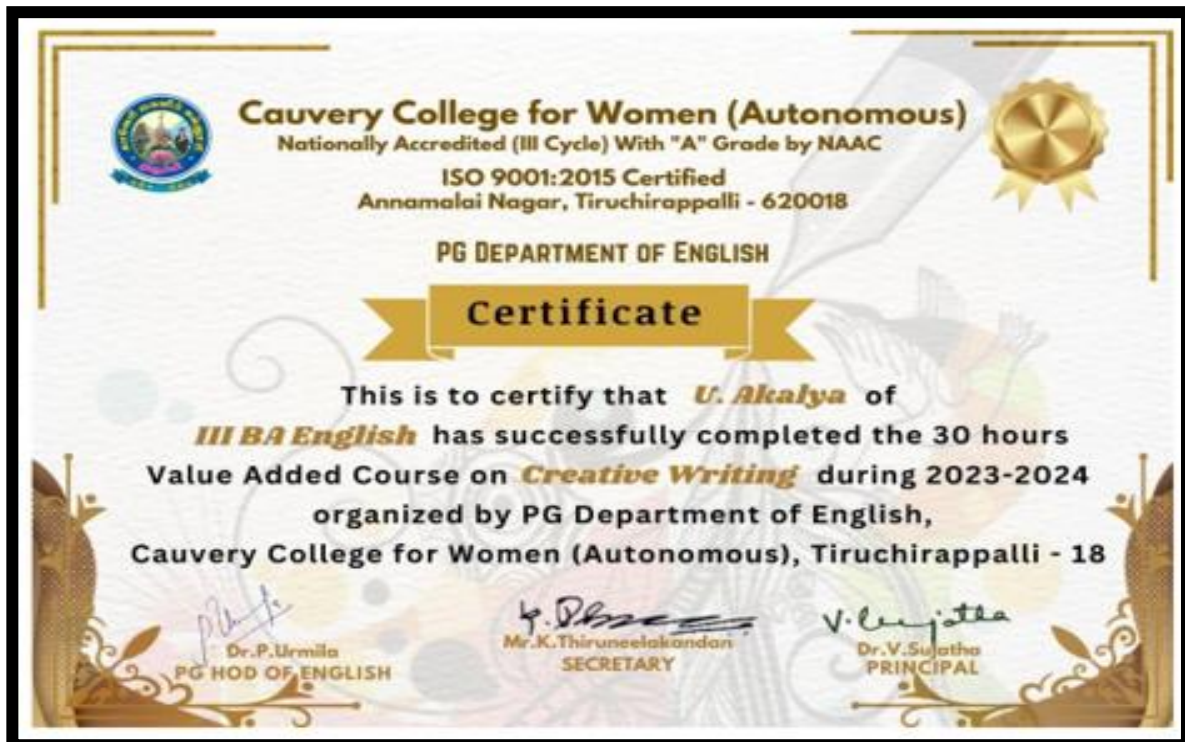 Cauvery College for Women (Autonomous)
Nationally Accredited (III Cycle) With "A" Grade by NAAC
ISO 9001:2015 Certified
Annamalai Nagar, Tiruchirappalli - 620018
PG DEPARTMENT OF ENGLISH
Certificate
This is to certify that U. Akalya of
III BA English has successfully completed the 30 hours
Value Added Course on Creative Writing during 2023-2024
organized by PG Department of English,
Cauvery College for Women (Autonomous), Tiruchirappalli - 18
Dr.P.Urmila
PG HOD OF ENGLISH
Mr.K.Thiruneelakandan
SECRETARY
V. Sujatha
Dr.V.Sujatha
PRINCIPAL